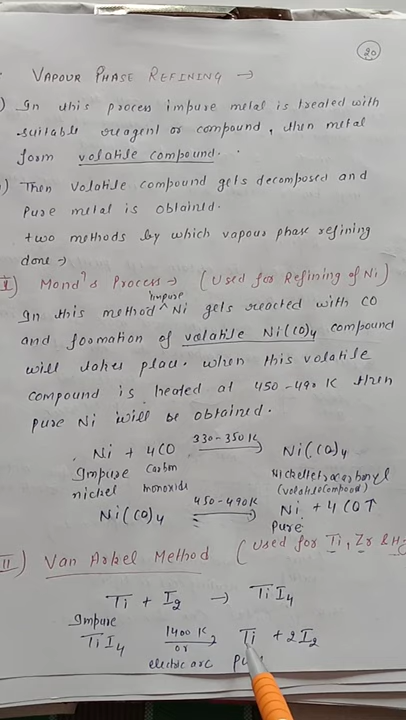 20
VAPOUR PHASE REFINING →
) In this process impure metal is treated with
suitable reagent or compound, then metal
form volatile compound.
) Then volatile compound gets decomposed and
Pure metal is obtained.
two methods by which vapour phase refining
done →
I) Mond's Process → (Used for Refining of Ni)
In this method impure Ni gets reacted with CO
and formation of volatile Ni(CO)4 compound
will takes place. when this volatile
compound is heated at 450-490 K then
pure Ni will be obtained.
Ni + 4CO 330-350 K → Ni(CO)4
Impure nickel carbon monoxide Nickeltetracarbonyl
(volatile compound)
Ni(CO)4 450-490K → Ni + 4CO↑
Pure
II) Van Arkel Method (Used for Ti, Zr &
Ti + I2 → TiI4
Impure
TiI4 1400 K or electric arc → Ti + 2I2